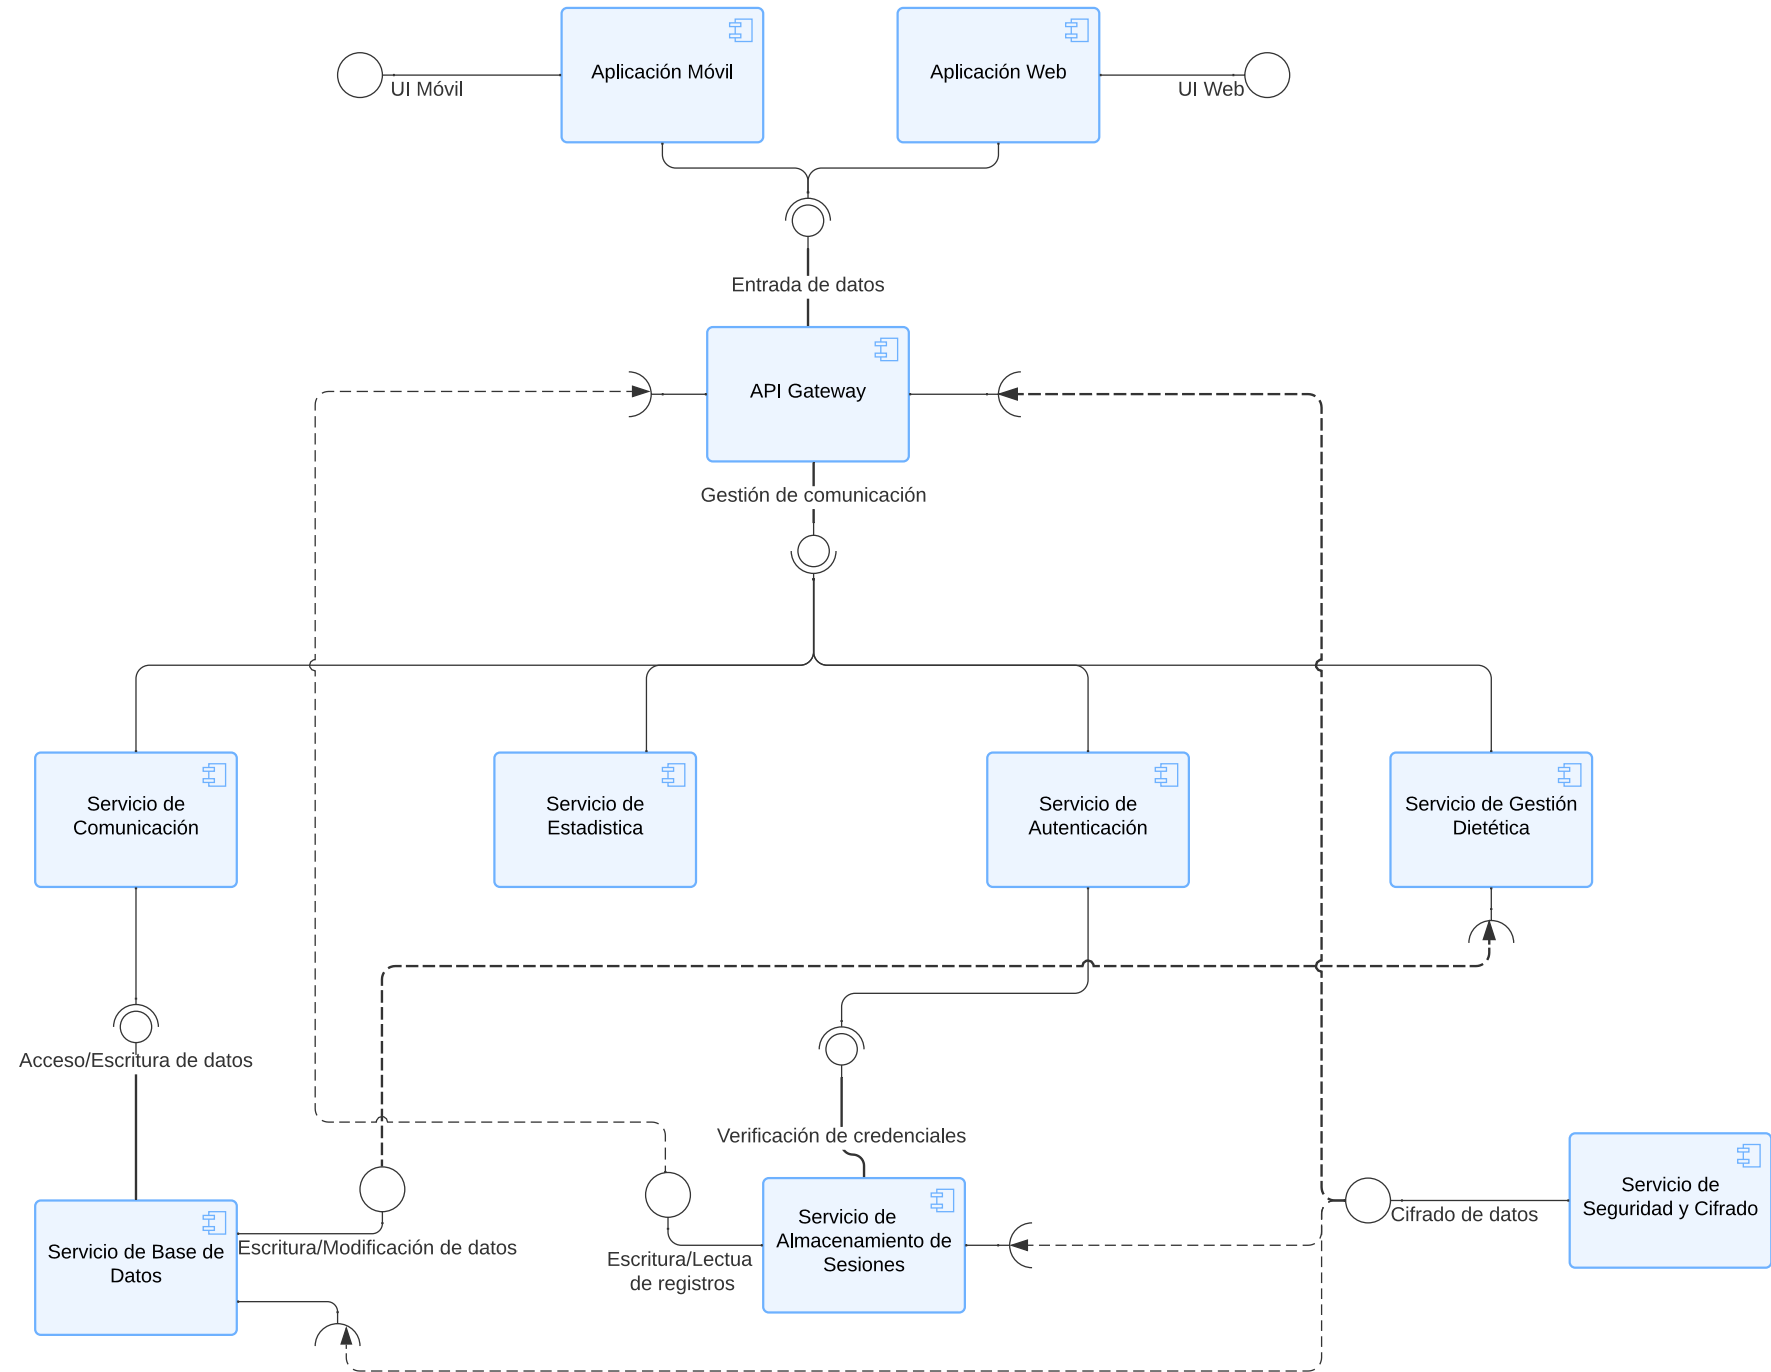 Aplicación Móvil
Aplicación Web
UI Móvil
UI Web
Entrada de datos
API Gateway
Gestión de comunicación
Servicio de
Comunicación
Servicio de
Estadistica
Servicio de
Autenticación
Servicio de Gestión
Dietética
Acceso/Escritura de datos
Verificación de credenciales
Servicio de
Seguridad y Cifrado
Cifrado de datos
Servicio de Base de
Datos
Escritura/Modificación de datos
Escritura/Lectua
de registros
Servicio de
Almacenamiento de
Sesiones